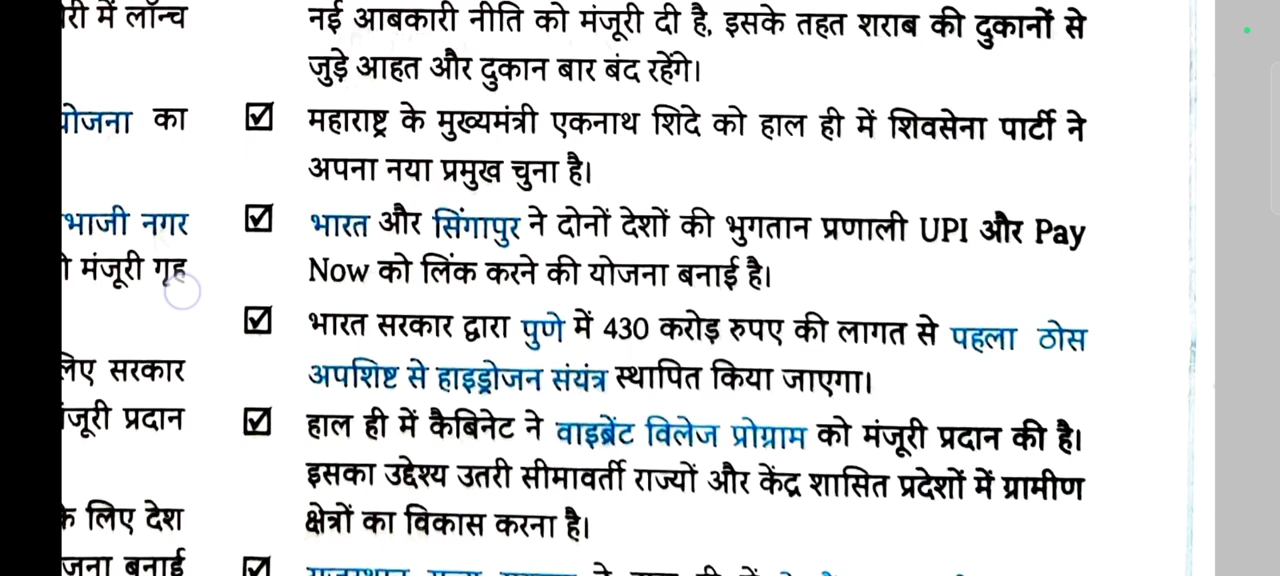 में लॉन्च
का
नगर
मंजूरी गृह
सरकार
प्रदान
लिए देश
बनाई
नई आबकारी नीति को मंजूरी दी है, इसके तहत शराब की दुकानों से
जुड़े आहत और दुकान बार बंद रहेंगे।
महाराष्ट्र के मुख्यमंत्री एकनाथ शिंदे को हाल ही में शिवसेना पार्टी ने
अपना नया प्रमुख चुना है।
भारत और सिंगापुर ने दोनों देशों की भुगतान प्रणाली UPI और Pay
Now को लिंक करने की योजना बनाई है।
भारत सरकार द्वारा पुणे में 430 करोड़ रुपए की लागत से पहला ठोस
अपशिष्ट से हाइड्रोजन संयंत्र स्थापित किया जाएगा।
हाल ही में कैबिनेट ने वाइब्रेंट विलेज प्रोग्राम को मंजूरी प्रदान की है।
इसका उद्देश्य उतरी सीमावर्ती राज्यों और केंद्र शासित प्रदेशों में ग्रामीण
क्षेत्रों का विकास करना है।